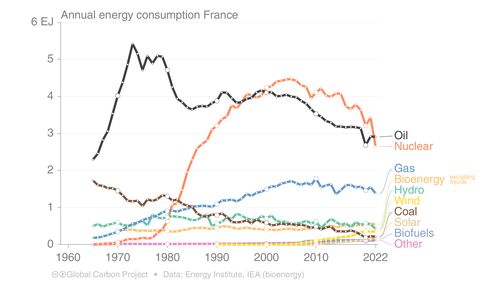 Annual energy consumption France
6 EJ
5
4
3
2
1
0
1960
1970
1980
1990
2000
2010
2022
Oil
Nuclear
Gas
Bioenergy excluding liquids
Hydro
Wind
Coal
Solar
Biofuels
Other
Global Carbon Project • Data: Energy Institute, IEA (bioenergy)